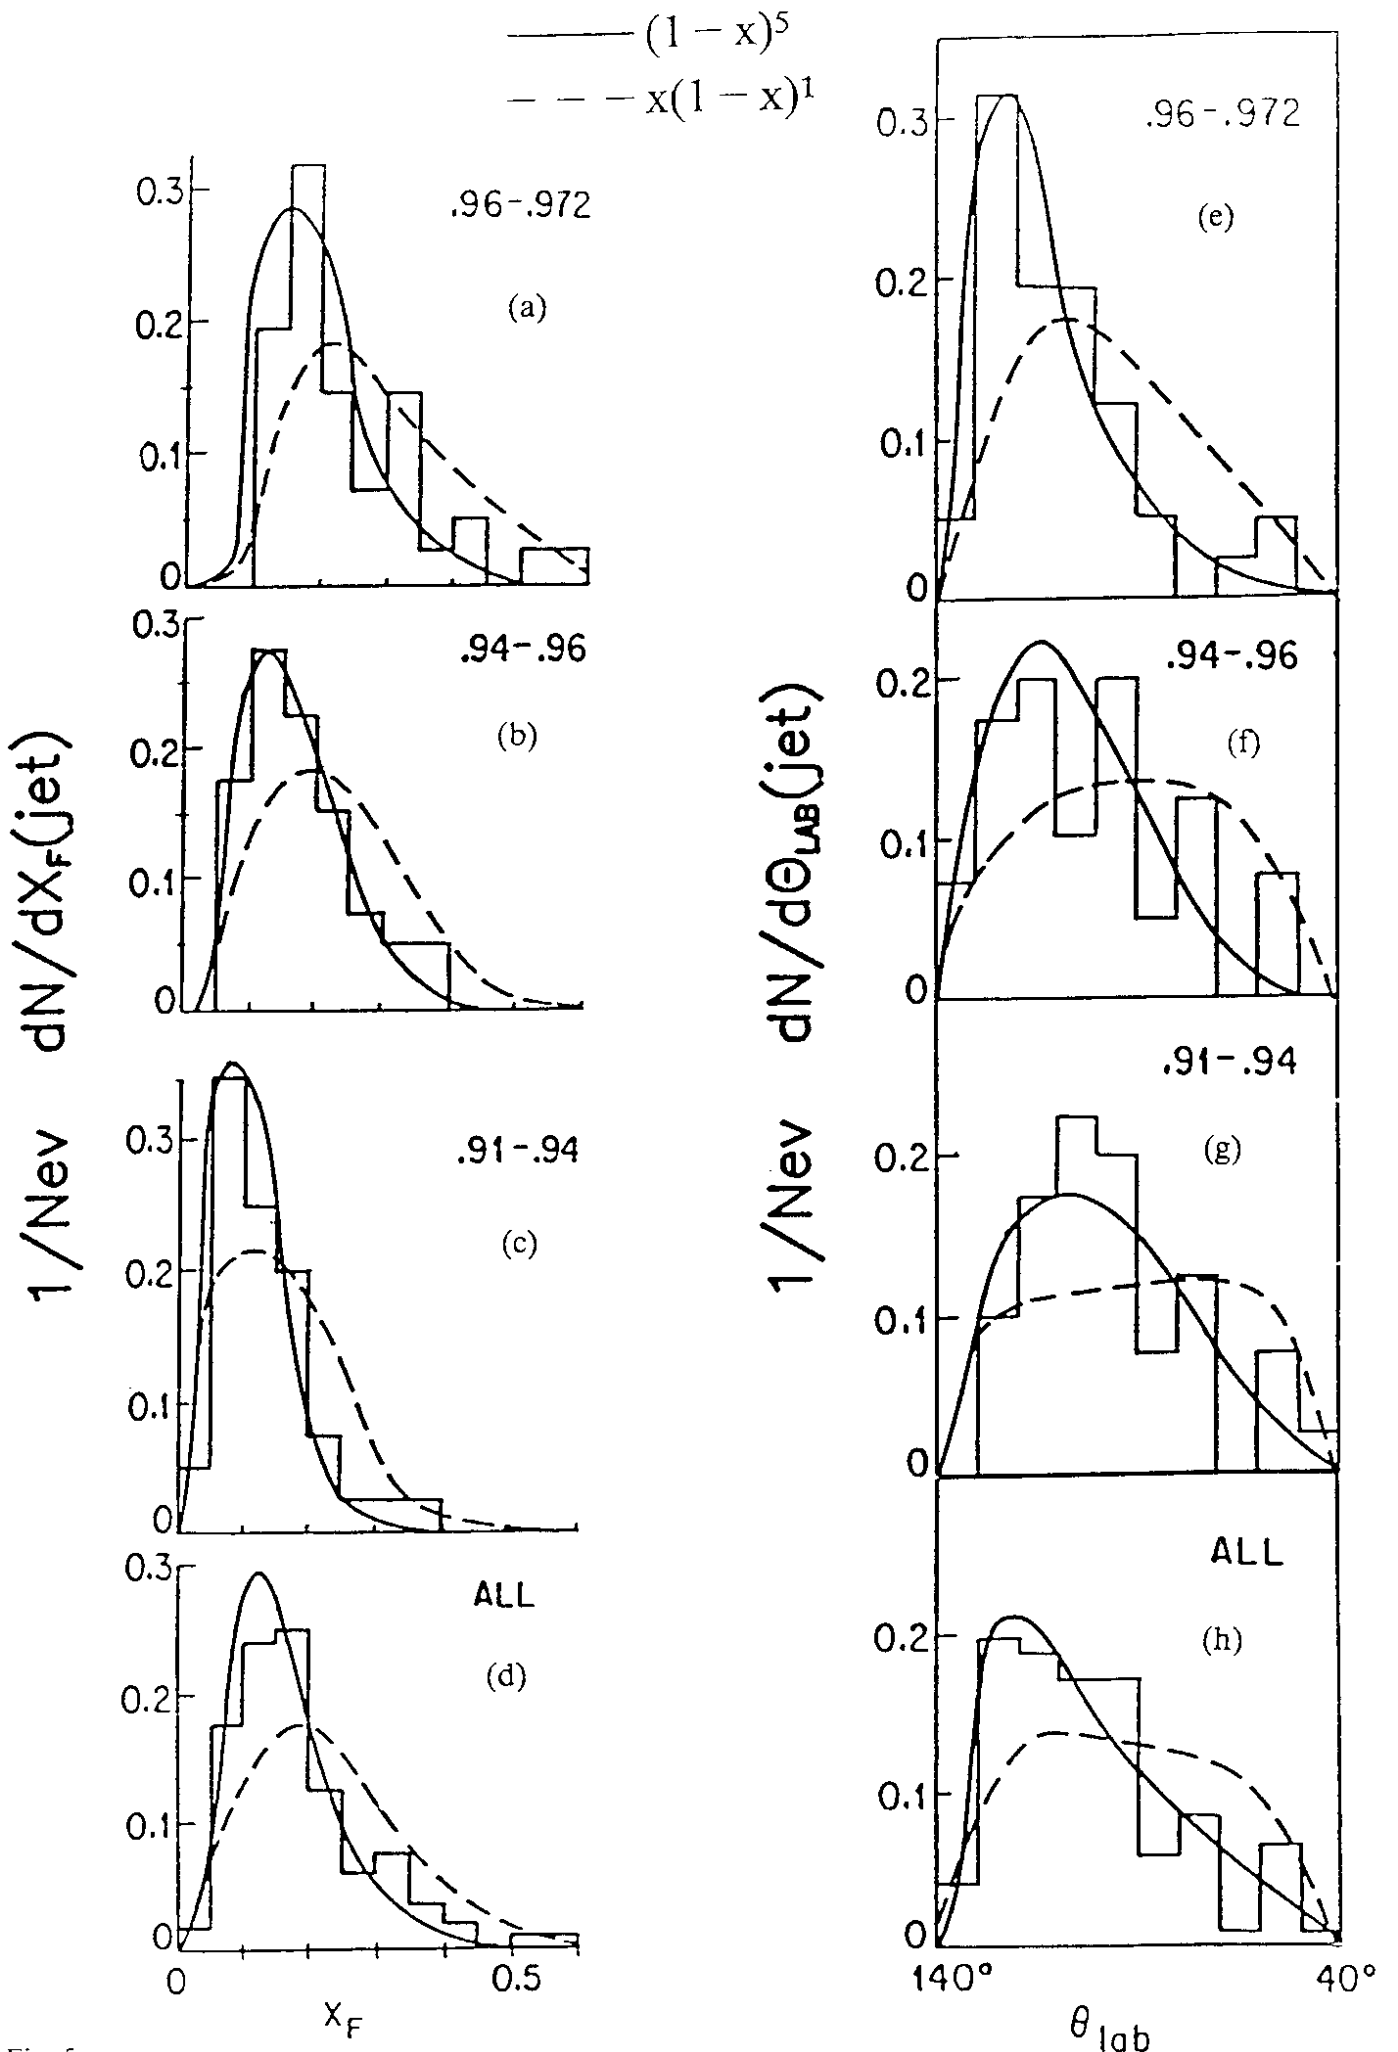 (1 – x)⁵
x(1 – x)¹
1/Nev dN/dX_F(jet)
0.3
0.2
0.1
0
.96-.972
(a)
0.3
0.2
0.1
0
.94-.96
(b)
0.3
0.2
0.1
0
.91-.94
(c)
0.3
0.2
0.1
0
ALL
(d)
0 0.5
X_F
1/Nev dN/dΘ_LAB(jet)
0.3
0.2
0.1
0
.96-.972
(e)
0.2
0.1
0
.94-.96
(f)
0.2
0.1
0
.91-.94
(g)
0.2
0.1
0
ALL
(h)
140° 40°
θ_lab